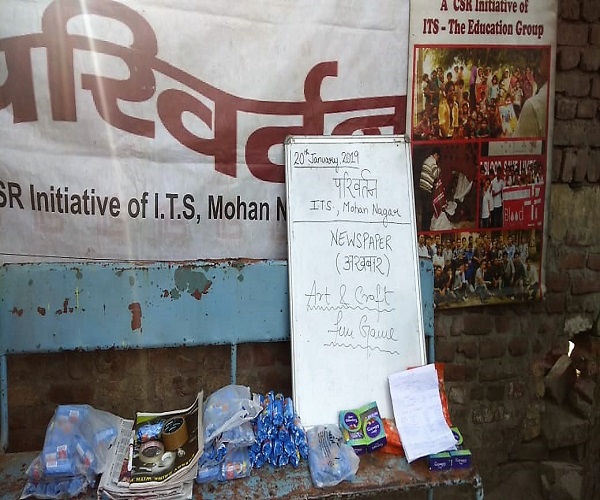 परिवर्तन
SR Initiative of I.T.S, Mohan N
A CSR Initiative of
ITS - The Education Group
20th January, 2019
परिवर्तन
I.T.S., Mohan Nagar
NEWSPAPER
(अखबार)
Art & Craft
Fun Game